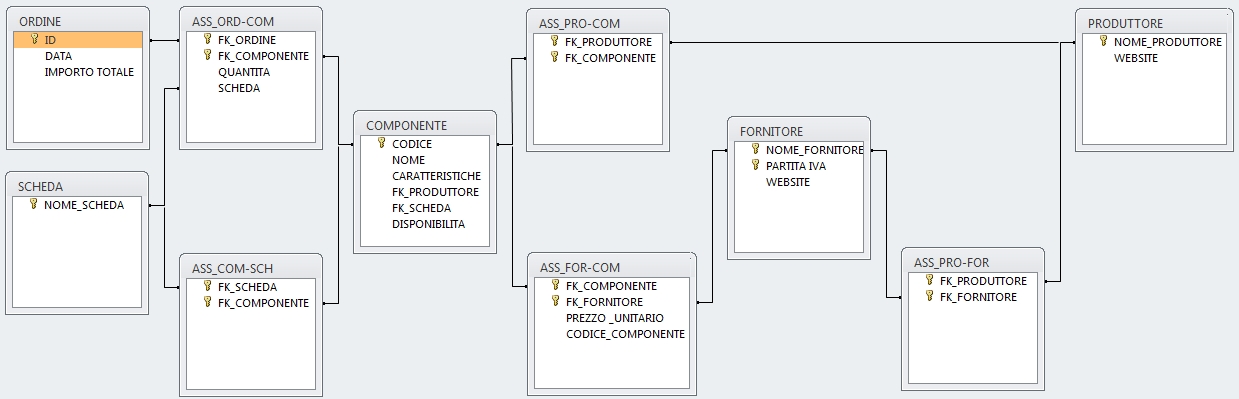 ORDINE
ID
DATA
IMPORTO TOTALE
ASS_ORD-COM
FK_ORDINE
FK_COMPONENTE
QUANTITA
SCHEDA
SCHEDA
NOME_SCHEDA
ASS_COM-SCH
FK_SCHEDA
FK_COMPONENTE
COMPONENTE
CODICE
NOME
CARATTERISTICHE
FK_PRODUTTORE
FK_SCHEDA
DISPONIBILITA
ASS_PRO-COM
FK_PRODUTTORE
FK_COMPONENTE
ASS_FOR-COM
FK_COMPONENTE
FK_FORNITORE
PREZZO _UNITARIO
CODICE_COMPONENTE
FORNITORE
NOME_FORNITORE
PARTITA IVA
WEBSITE
ASS_PRO-FOR
FK_PRODUTTORE
FK_FORNITORE
PRODUTTORE
NOME_PRODUTTORE
WEBSITE